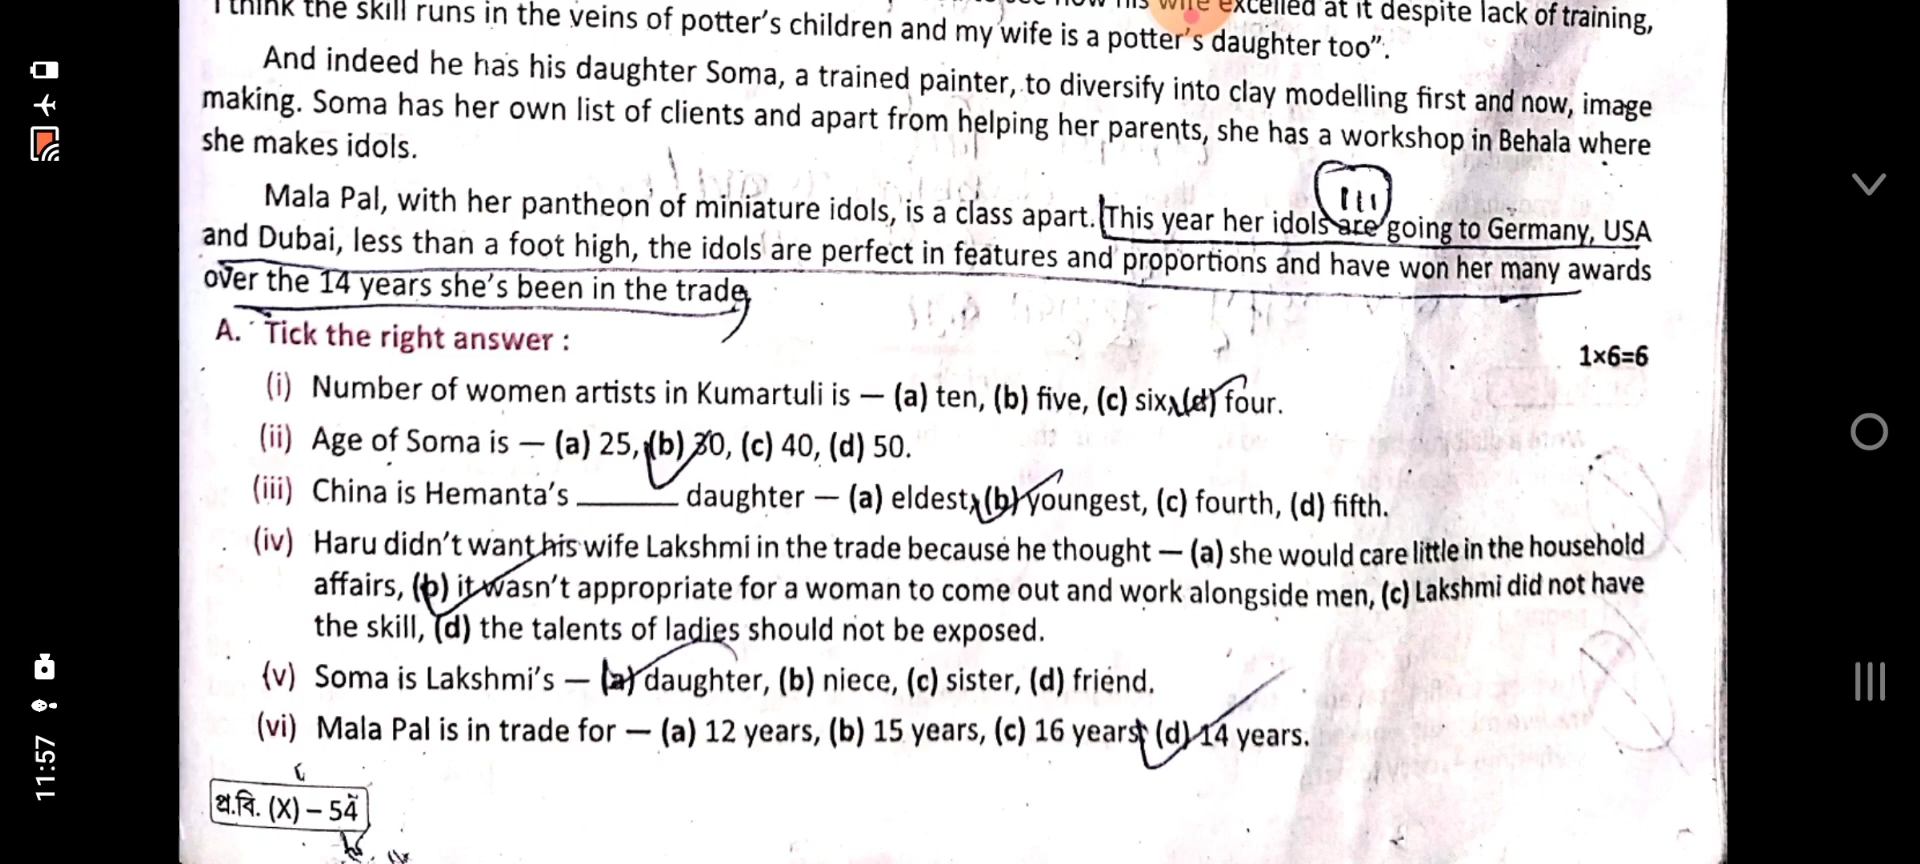 I think the skill runs in the veins of potter's children and my wife is a potter's daughter too".
wife excelled at it despite lack of training,
And indeed he has his daughter Soma, a trained painter, to diversify into clay modelling first and now, image
making. Soma has her own list of clients and apart from helping her parents, she has a workshop in Behala where
she makes idols.
III
Mala Pal, with her pantheon of miniature idols, is a class apart. This year her idols are going to Germany, USA
and Dubai, less than a foot high, the idols are perfect in features and proportions and have won her many awards
over the 14 years she's been in the trade
A. Tick the right answer :
1×6=6
(i) Number of women artists in Kumartuli is — (a) ten, (b) five, (c) six, (d) four.
(ii) Age of Soma is — (a) 25, (b) 30, (c) 40, (d) 50.
(iii) China is Hemanta's ______ daughter — (a) eldest, (b) youngest, (c) fourth, (d) fifth.
(iv) Haru didn't want his wife Lakshmi in the trade because he thought — (a) she would care little in the household
affairs, (b) it wasn't appropriate for a woman to come out and work alongside men, (c) Lakshmi did not have
the skill, (d) the talents of ladies should not be exposed.
(v) Soma is Lakshmi's — (a) daughter, (b) niece, (c) sister, (d) friend.
(vi) Mala Pal is in trade for — (a) 12 years, (b) 15 years, (c) 16 years, (d) 14 years.
প্র.বি. (X) – 54
11:57